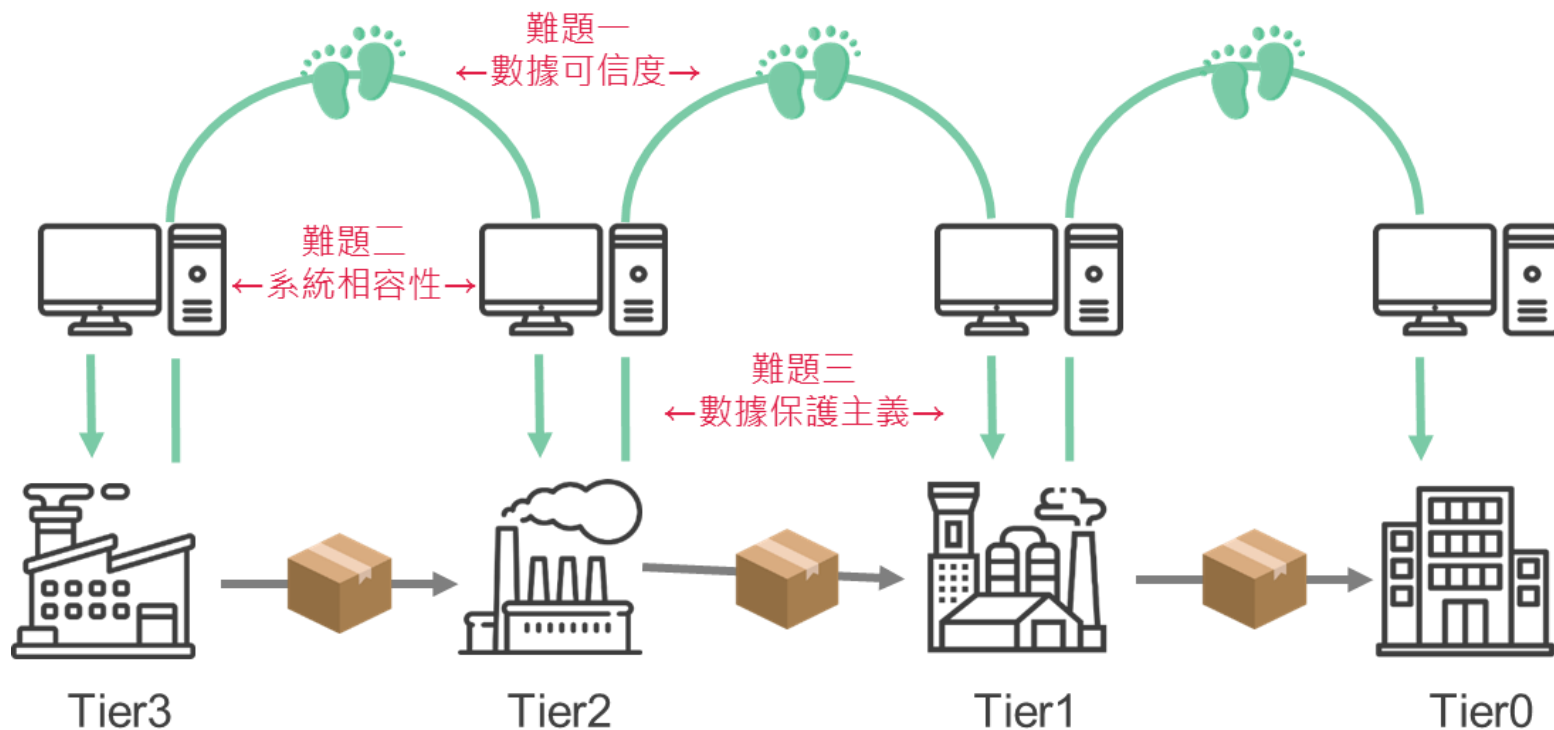 難題一
←數據可信度→
難題二
←系統相容性→
難題三
←數據保護主義→
Tier3
Tier2
Tier1
Tier0